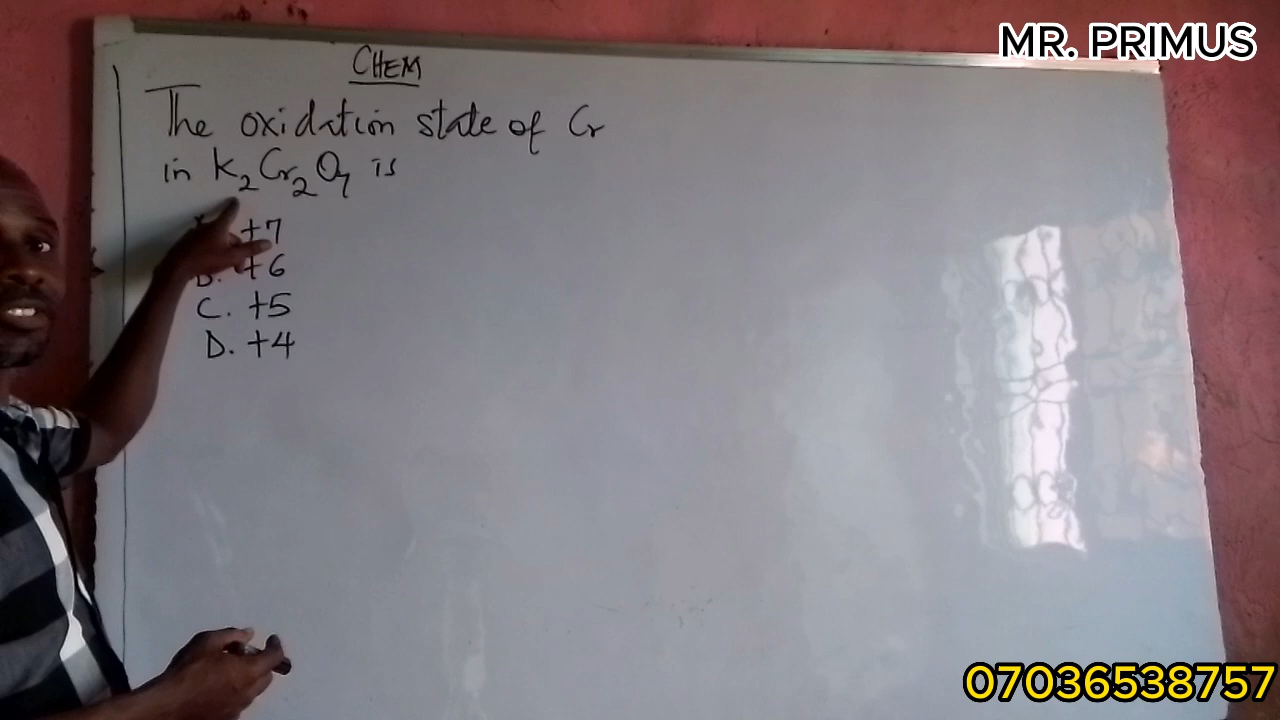 MR. PRIMUS
CHEM
The oxidation state of Cr
in K2Cr2O7 is
+7
B. +6
C. +5
D. +4
07036538757